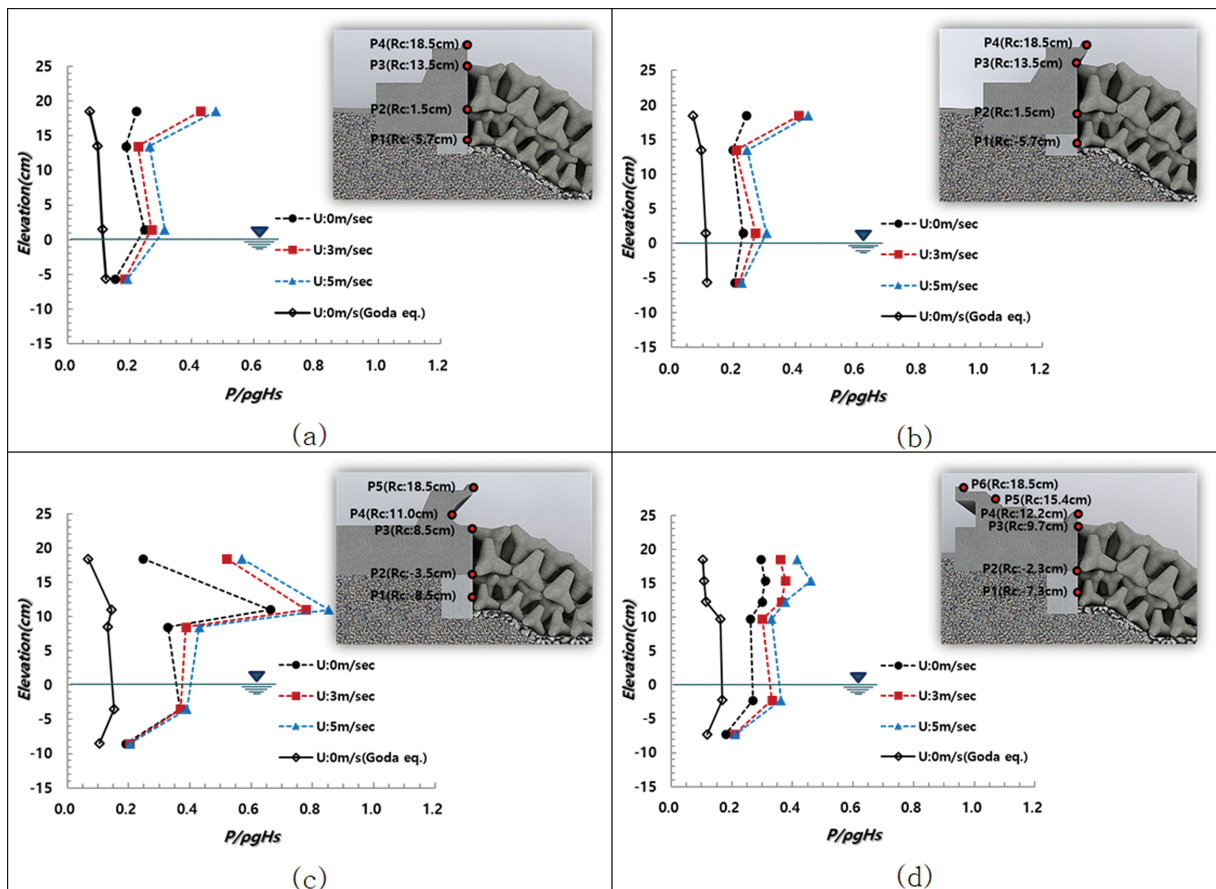 P4(Rc:18.5cm)
P3(Rc:13.5cm)
P2(Rc:1.5cm)
P1(Rc:-5.7cm)
Elevation(cm)
25
20
15
10
5
0
-5
-10
-15
U:0m/sec
U:3m/sec
U:5m/sec
U:0m/s(Goda eq.)
0.0 0.2 0.4 0.6 0.8 1.0 1.2
P/ρgHs
(a)
P4(Rc:18.5cm)
P3(Rc:13.5cm)
P2(Rc:1.5cm)
P1(Rc:-5.7cm)
Elevation(cm)
25
20
15
10
5
0
-5
-10
-15
U:0m/sec
U:3m/sec
U:5m/sec
U:0m/s(Goda eq.)
0.0 0.2 0.4 0.6 0.8 1.0 1.2
P/ρgHs
(b)
P5(Rc:18.5cm)
P4(Rc:11.0cm)
P3(Rc:8.5cm)
P2(Rc:-3.5cm)
P1(Rc:-8.5cm)
Elevation(cm)
25
20
15
10
5
0
-5
-10
-15
U:0m/sec
U:3m/sec
U:5m/sec
U:0m/s(Goda eq.)
0.0 0.2 0.4 0.6 0.8 1.0 1.2
P/ρgHs
(c)
P6(Rc:18.5cm)
P5(Rc:15.4cm)
P4(Rc:12.2cm)
P3(Rc:9.7cm)
P2(Rc:-2.3cm)
P1(Rc:-7.3cm)
Elevation(cm)
25
20
15
10
5
0
-5
-10
-15
U:0m/sec
U:3m/sec
U:5m/sec
U:0m/s(Goda eq.)
0.0 0.2 0.4 0.6 0.8 1.0 1.2
P/ρgHs
(d)